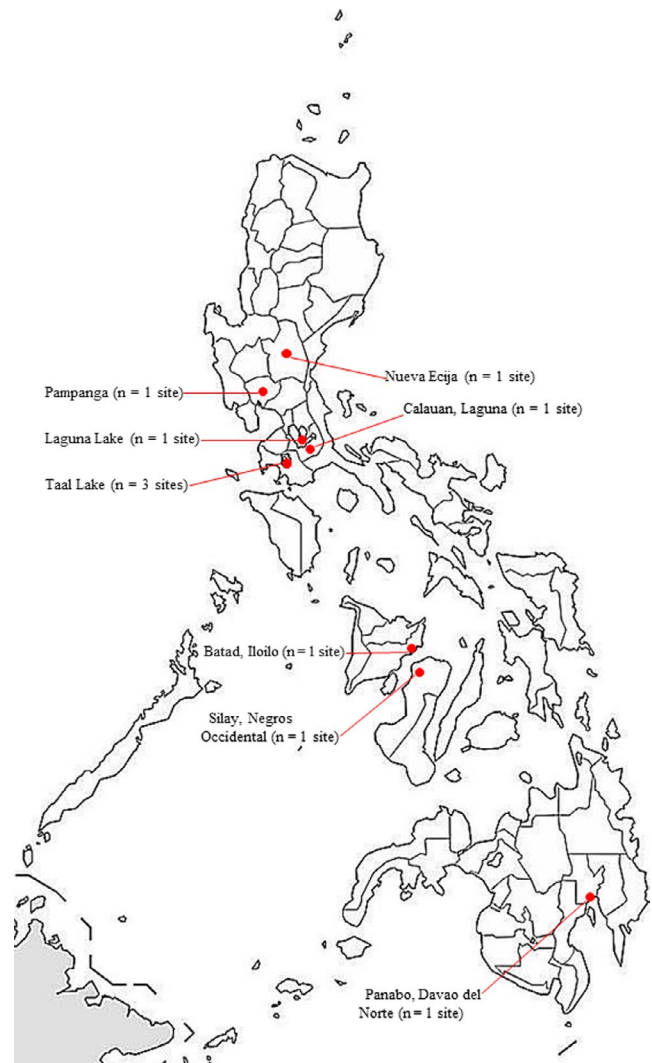 Nueva Ecija (n = 1 site)
Pampanga (n = 1 site)
Calauan, Laguna (n = 1 site)
Laguna Lake (n = 1 site)
Taal Lake (n = 3 sites)
Batad, Iloilo (n = 1 site)
Silay, Negros
Occidental (n = 1 site)
Panabo, Davao del
Norte (n = 1 site)